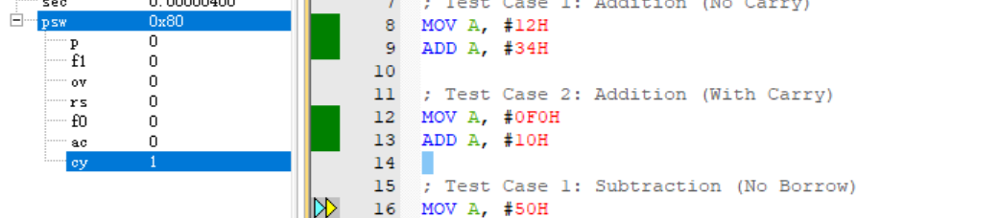 sec 0.00000400
psw 0x80
p 0
f1 0
ov 0
rs 0
f0 0
ac 0
cy 1
7 ; Test Case 1: Addition (No Carry)
8 MOV A, #12H
9 ADD A, #34H
10
11 ; Test Case 2: Addition (With Carry)
12 MOV A, #0F0H
13 ADD A, #10H
14
15 ; Test Case 1: Subtraction (No Borrow)
16 MOV A, #50H